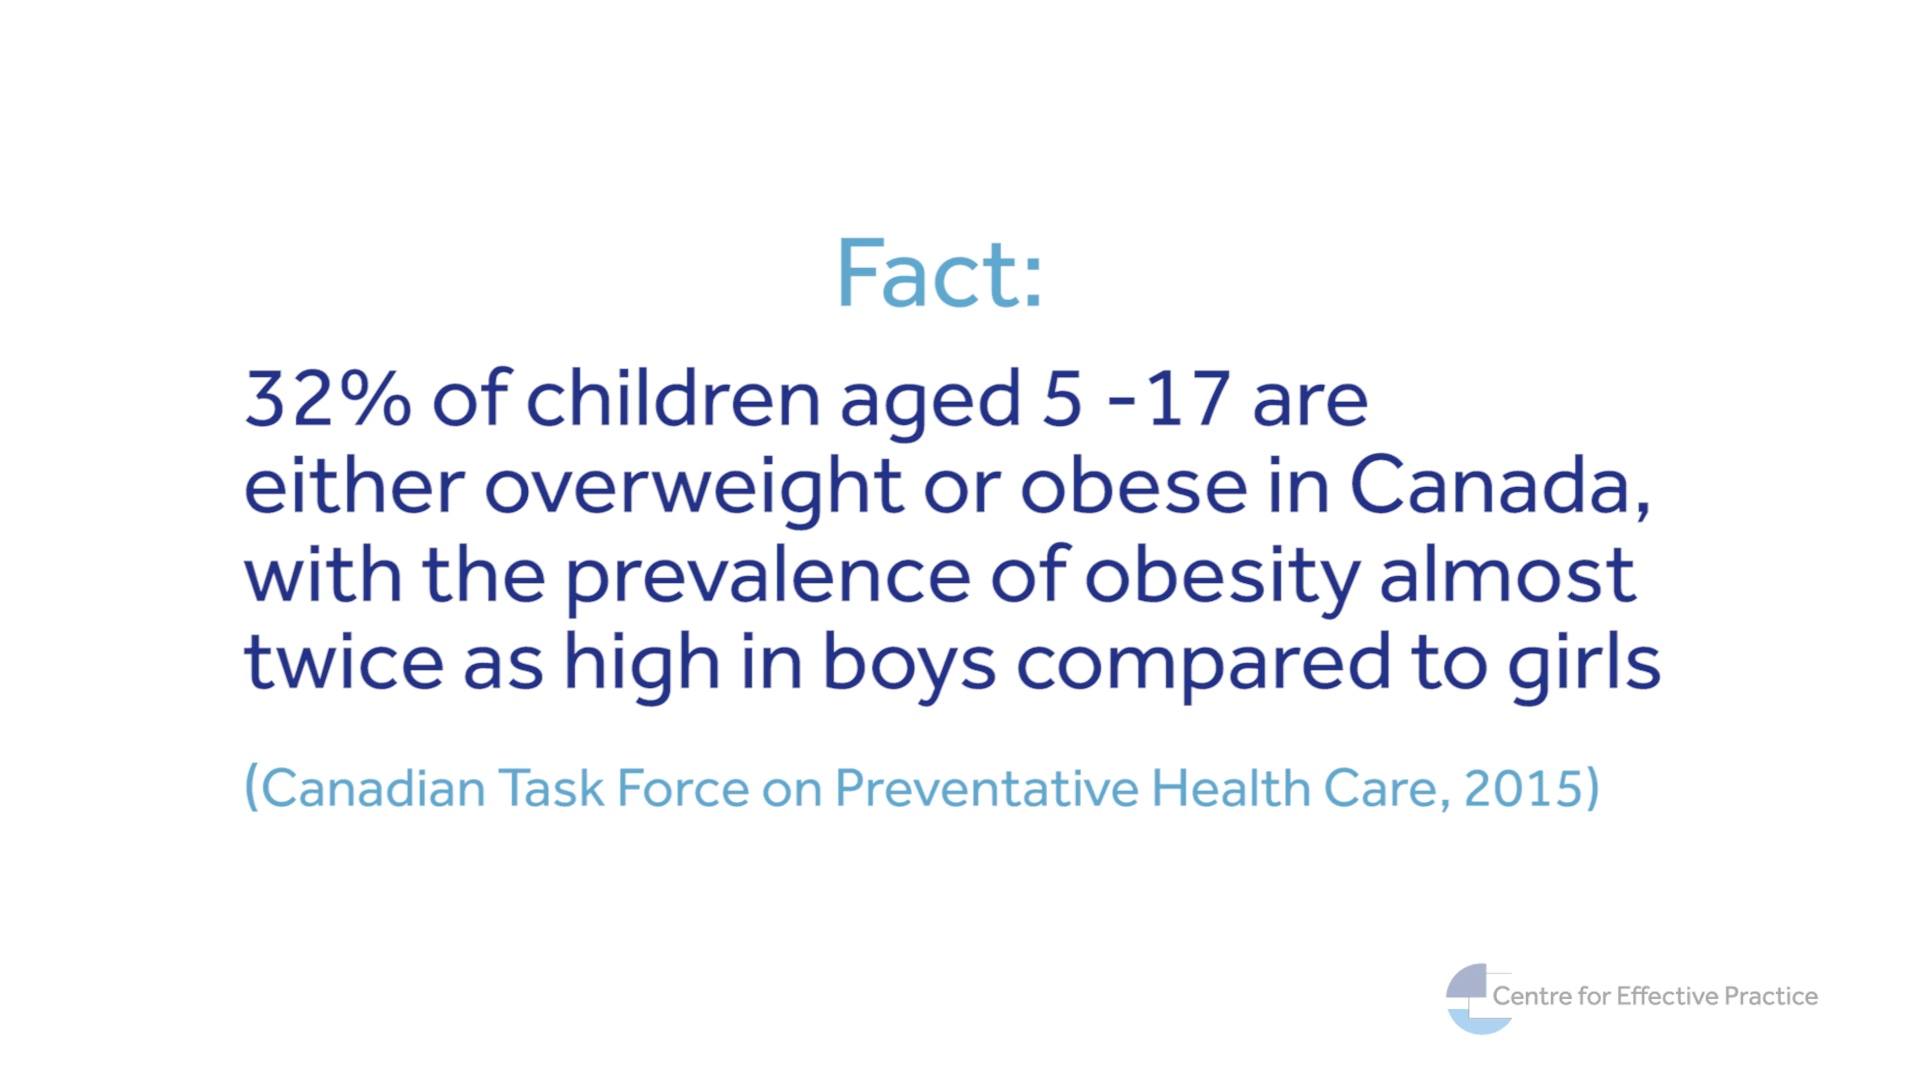 Fact:
32% of children aged 5 -17 are
either overweight or obese in Canada,
with the prevalence of obesity almost
twice as high in boys compared to girls
(Canadian Task Force on Preventative Health Care, 2015)
Centre for Effective Practice